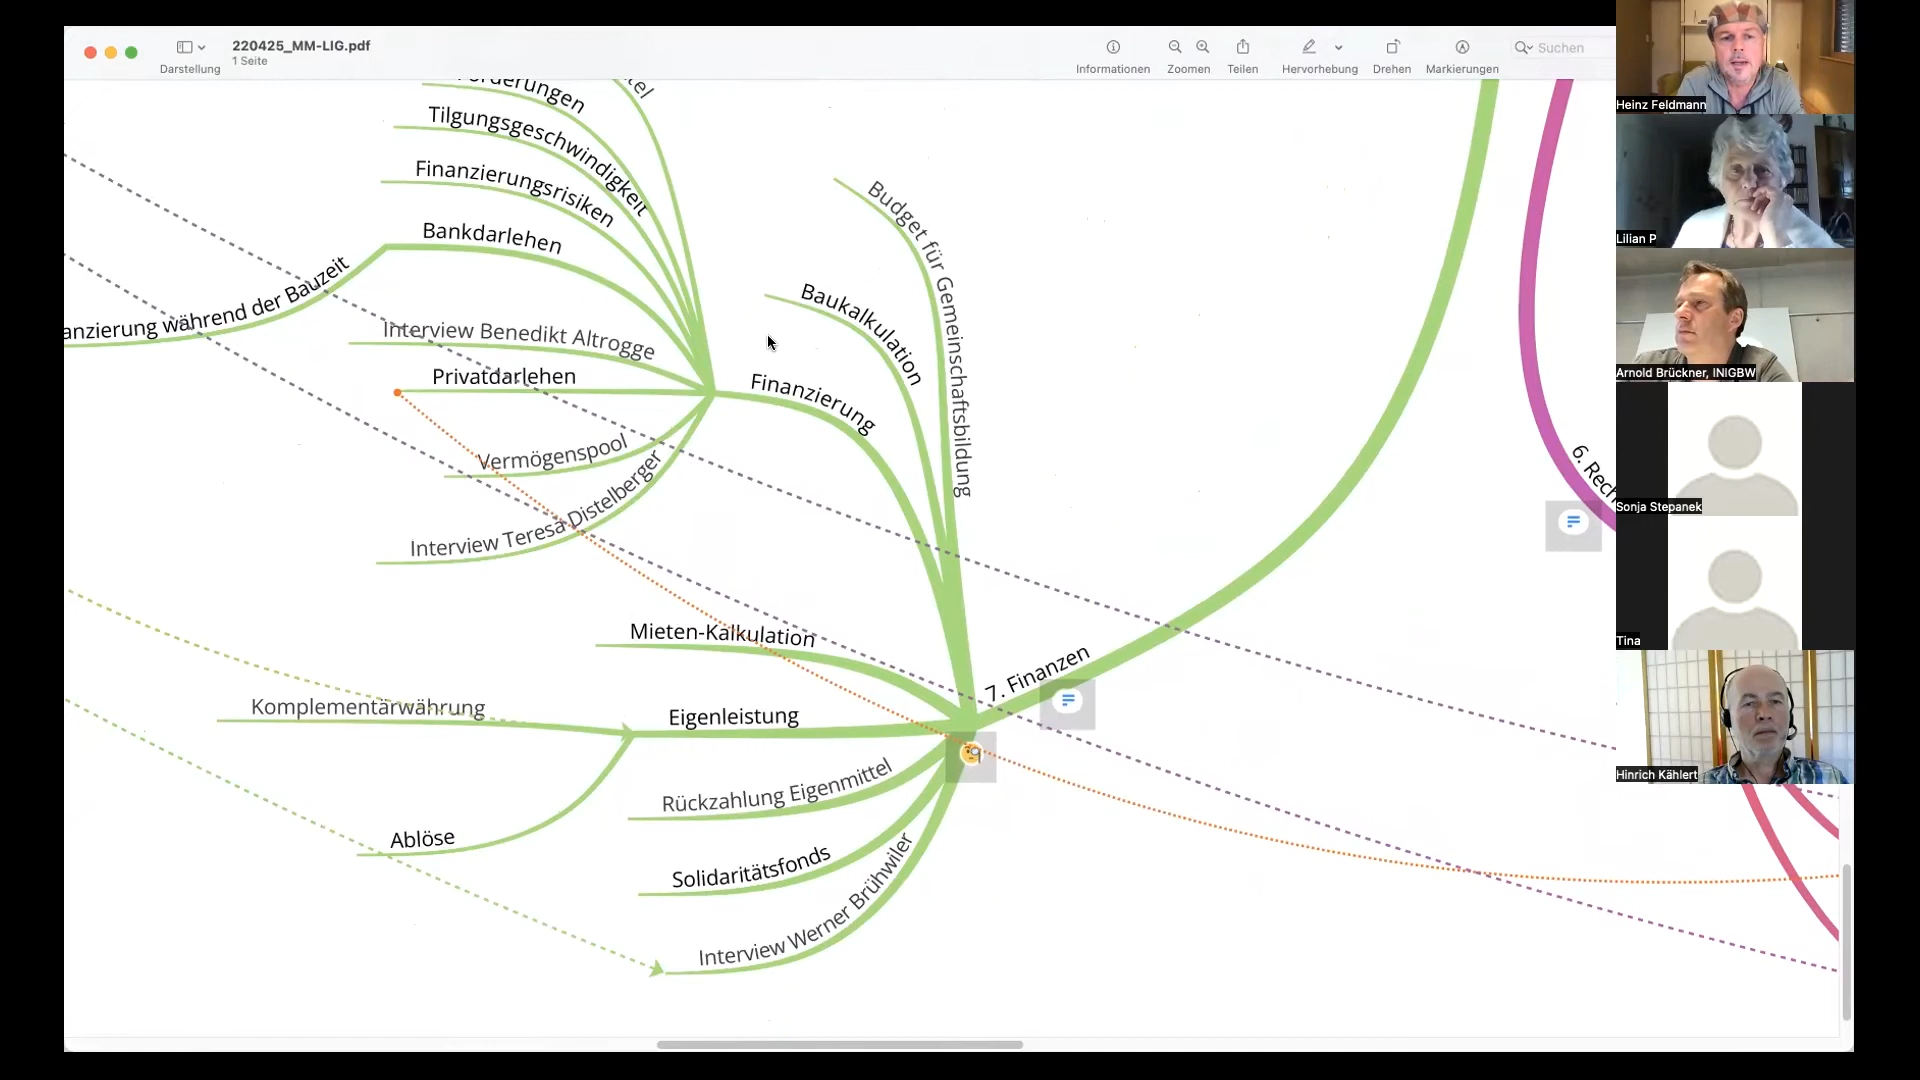 220425_MM-LIG.pdf
1 Seite
Darstellung
Informationen
Zoomen
Teilen
Hervorhebung
Drehen
Markierungen
Suchen
Tilgungsgeschwindigkeit
Finanzierungsrisiken
Bankdarlehen
anzierung während der Bauzeit
Interview Benedikt Altrogge
Privatdarlehen
Vermögenspool
Interview Teresa Distelberger
Finanzierung
Baukalkulation
Budget für Gemeinschaftsbildung
Mieten-Kalkulation
7. Finanzen
Komplementärwährung
Eigenleistung
Ablöse
Rückzahlung Eigenmittel
Solidaritätsfonds
Interview Werner Brühwiler
6. Rech
Heinz Feldmann
Lilian P
Arnold Brückner, INIGBW
Sonja Stepanek
Tina
Hinrich Kählert